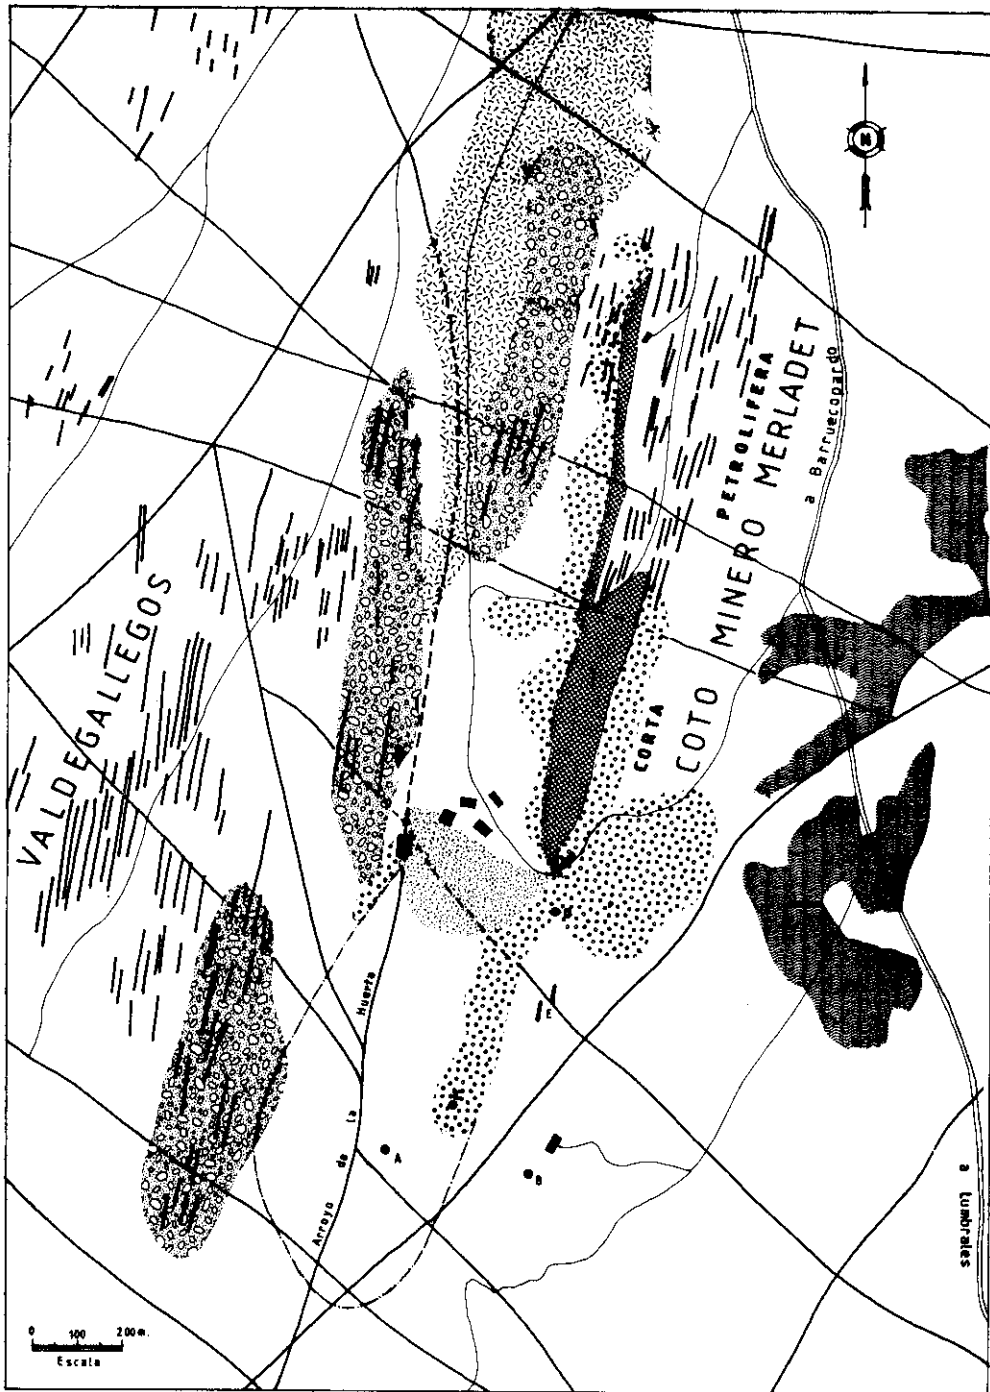 N
VALDEGALLEGOS
COTO MINERO MERLADET
CORTA PETROLIFERA
a Barruecopardo
a Lumbrales
Arroyo de la Huerta
A
B
E
0 100 200m.
Escala